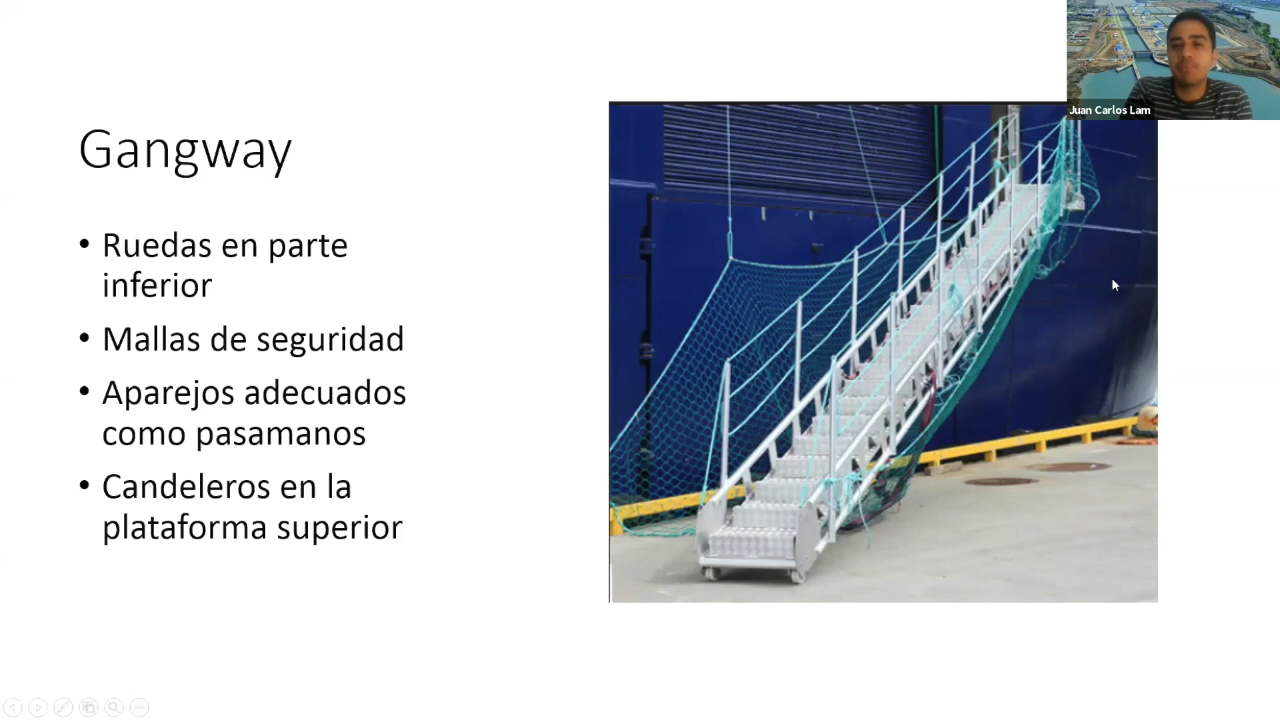 Juan Carlos Lam
Gangway
• Ruedas en parte
inferior
• Mallas de seguridad
• Aparejos adecuados
como pasamanos
• Candeleros en la
plataforma superior